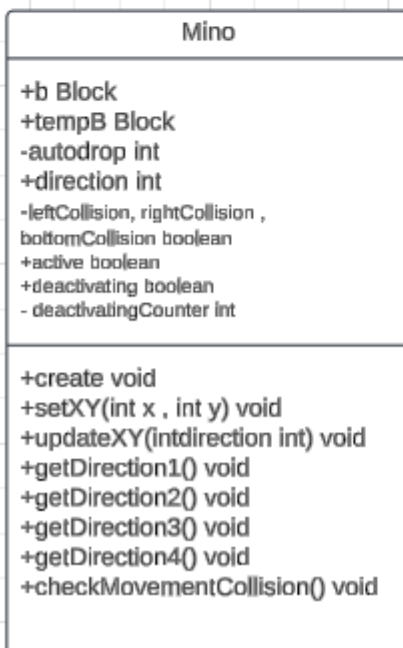 Mino
+b Block
+tempB Block
-autodrop int
+direction int
-leftCollision, rightCollision ,
bottomCollision boolean
+active boolean
+deactivating boolean
- deactivatingCounter int
+create void
+setXY(int x , int y) void
+updateXY(intdirection int) void
+getDirection1() void
+getDirection2() void
+getDirection3() void
+getDirection4() void
+checkMovementCollision() void